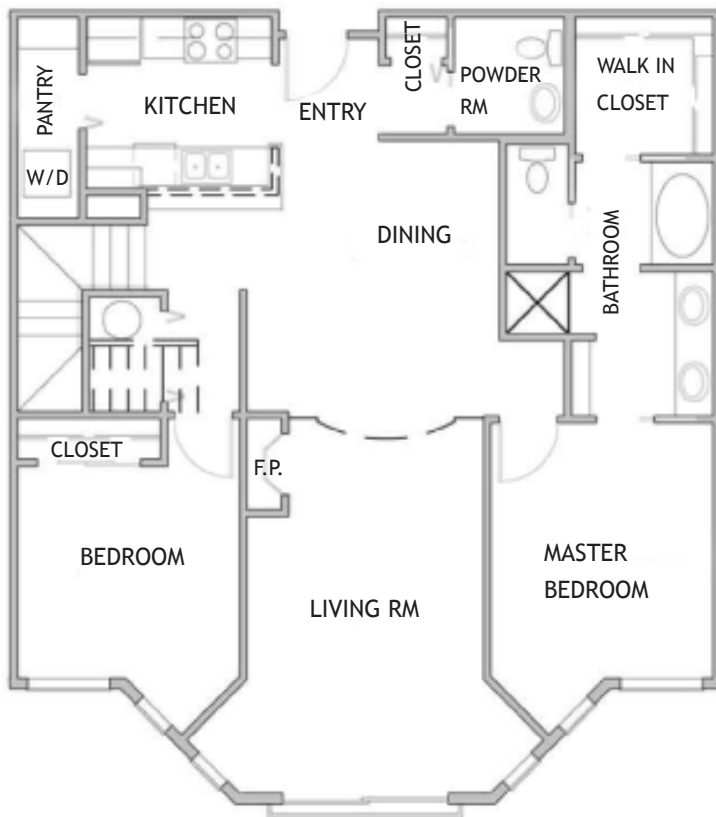 PANTRY
W/D
KITCHEN
ENTRY
CLOSET
POWDER
RM
WALK IN
CLOSET
DINING
BATHROOM
CLOSET
F.P.
BEDROOM
LIVING RM
MASTER
BEDROOM